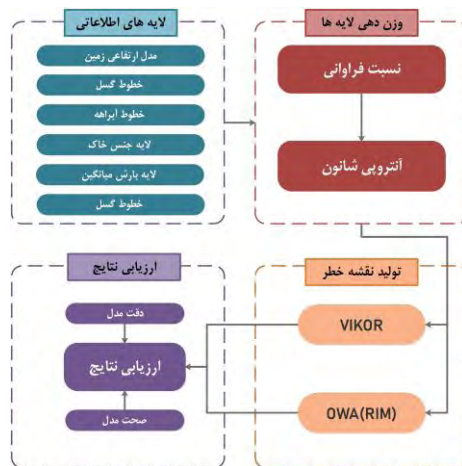 لایه های اطلاعاتی
مدل ارتفاعی زمین
خطوط گسل
خطوط آبراهه
لایه جنس خاک
لایه بارش میانگین
خطوط گسل
وزن دهی لایه ها
نسبت فراوانی
آنتروپی شانون
تولید نقشه خطر
VIKOR
OWA(RIM)
ارزیابی نتایج
دقت مدل
ارزیابی نتایج
صحت مدل